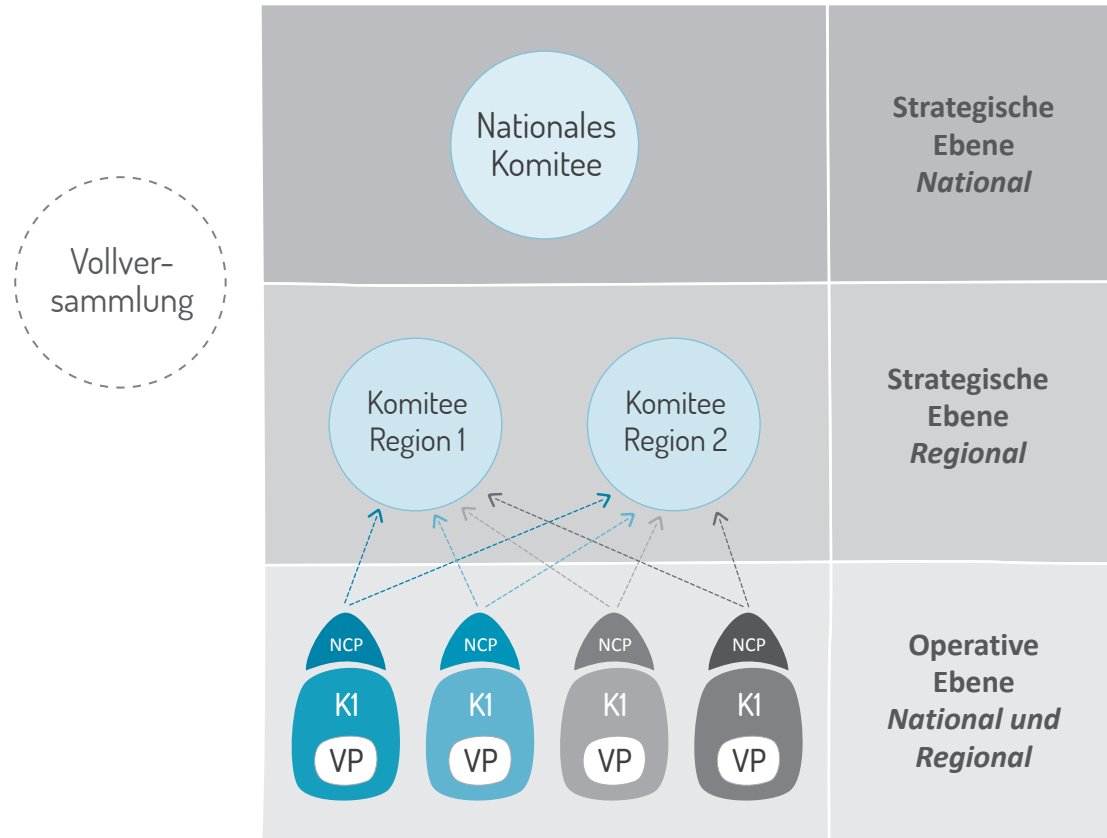 Nationales
Komitee
Strategische
Ebene
National
Vollver-
sammlung
Komitee
Region 1
Komitee
Region 2
Strategische
Ebene
Regional
NCP
NCP
NCP
NCP
K1
K1
K1
K1
VP
VP
VP
VP
Operative
Ebene
National und
Regional